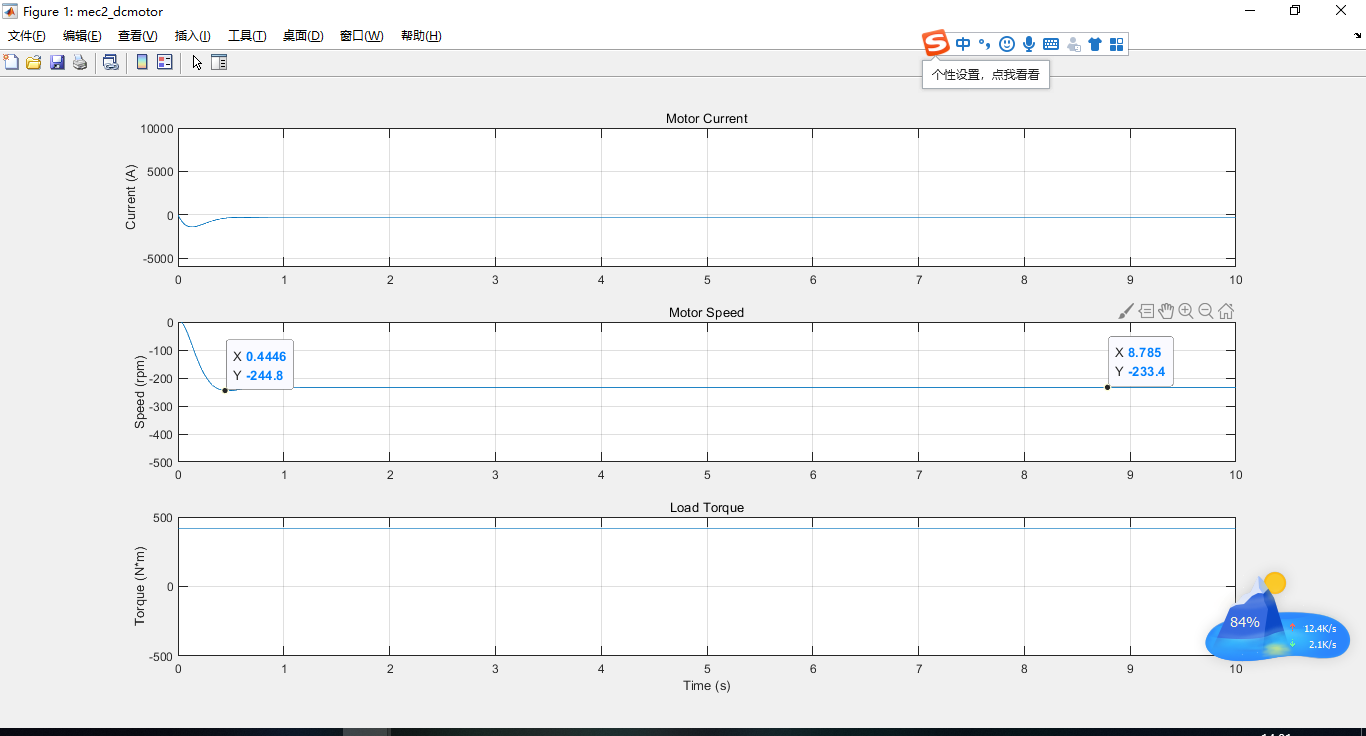 Figure 1: mec2_dcmotor
文件(F) 编辑(E) 查看(V) 插入(I) 工具(T) 桌面(D) 窗口(W) 帮助(H)
中
个性设置，点我看看
Motor Current
10000
5000
0
-5000
Current (A)
0 1 2 3 4 5 6 7 8 9 10
Motor Speed
0
-100
-200
-300
-400
-500
Speed (rpm)
X 0.4446
Y -244.8
X 8.785
Y -233.4
0 1 2 3 4 5 6 7 8 9 10
Load Torque
500
0
-500
Torque (N*m)
84%
12.4K/s
2.1K/s
0 1 2 3 4 5 6 7 8 9 10
Time (s)